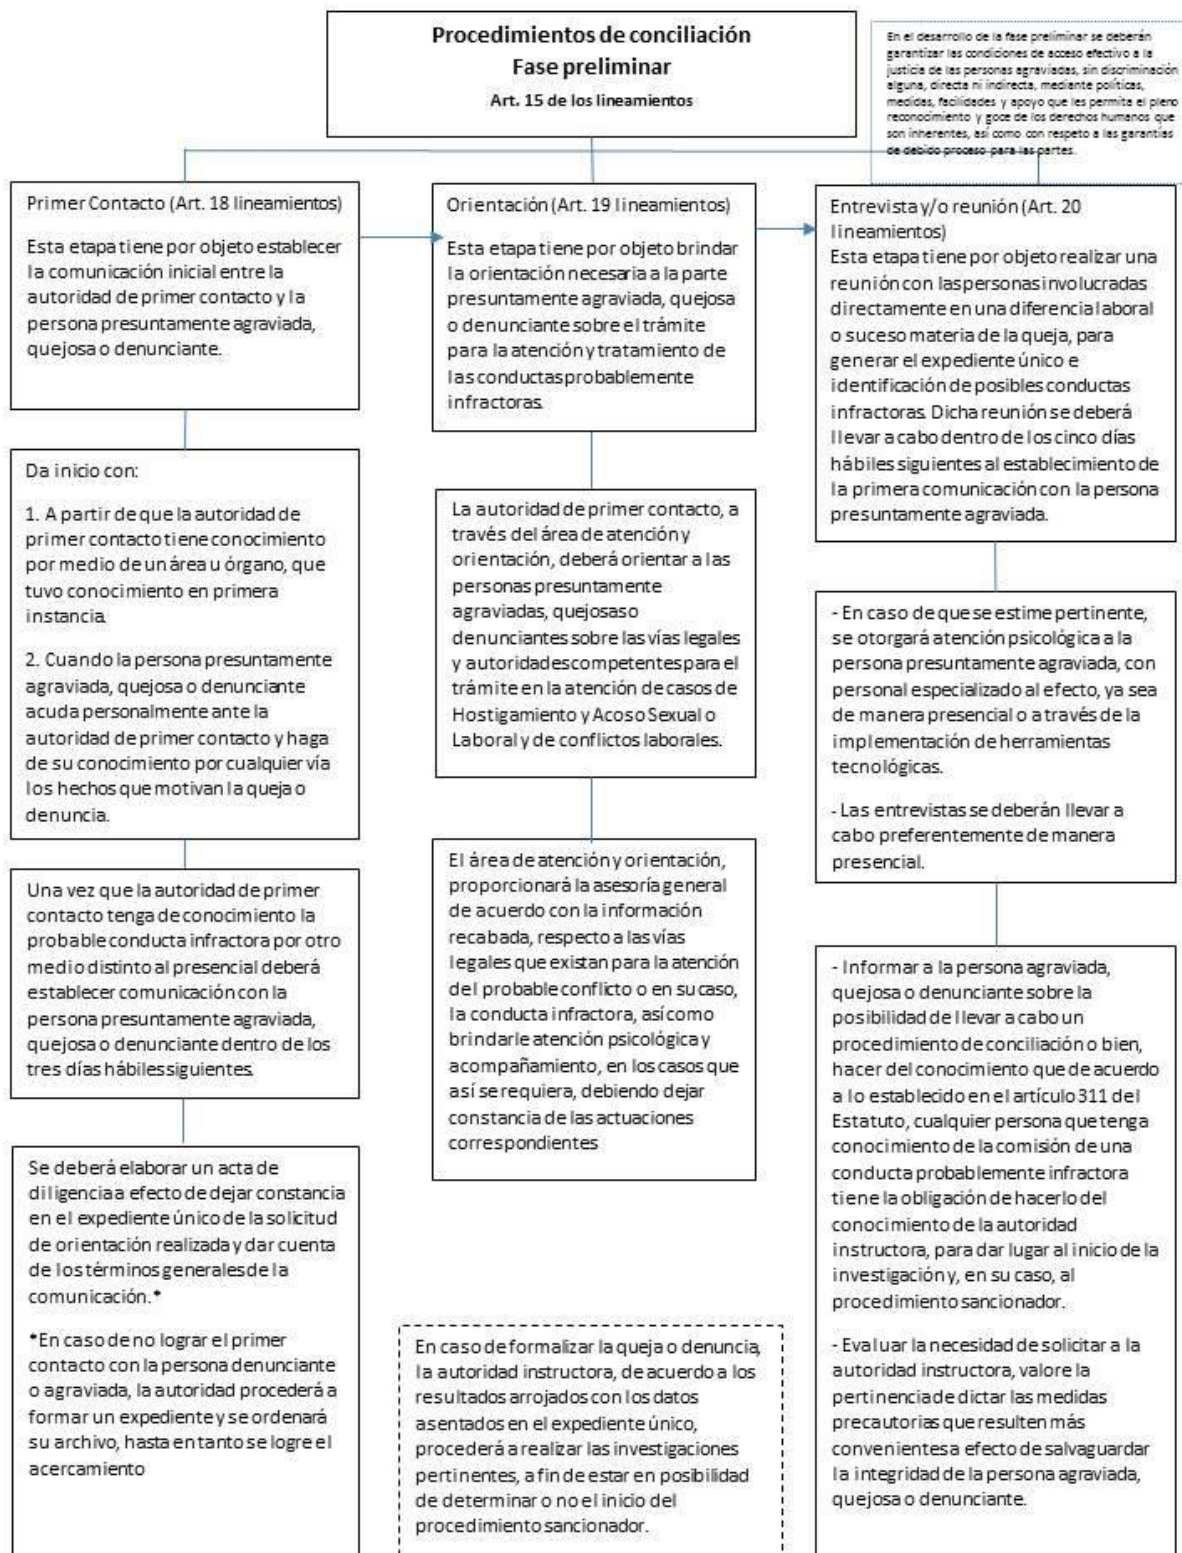 Procedimientos de conciliación
Fase preliminar
Art. 15 de los lineamientos
En el desarrollo de la fase preliminar se deberán
garantizar las condiciones de acceso efectivo a la
justicia de las personas agraviadas, sin discriminación
alguna, directa ni indirecta, mediante políticas,
medidas, facilidades y apoyo que les permita el pleno
reconocimiento y goce de los derechos humanos que
son inherentes, así como con respeto a las garantías
de debido proceso para las partes.
Primer Contacto (Art. 18 lineamientos)
Esta etapa tiene por objeto establecer
la comunicación inicial entre la
autoridad de primer contacto y la
persona presuntamente agraviada,
quejosa o denunciante.
Da inicio con:
1. A partir de que la autoridad de
primer contacto tiene conocimiento
por medio de un área u órgano, que
tuvo conocimiento en primera
instancia.
2. Cuando la persona presuntamente
agraviada, quejosa o denunciante
acuda personalmente ante la
autoridad de primer contacto y haga
de su conocimiento por cualquier vía
los hechos que motivan la queja o
denuncia.
Una vez que la autoridad de primer
contacto tenga de conocimiento la
probable conducta infractora por otro
medio distinto al presencial deberá
establecer comunicación con la
persona presuntamente agraviada,
quejosa o denunciante dentro de los
tres días hábiles siguientes.
Se deberá elaborar un acta de
diligencia a efecto de dejar constancia
en el expediente único de la solicitud
de orientación realizada y dar cuenta
de los términos generales de la
comunicación.*
*En caso de no lograr el primer
contacto con la persona denunciante
o agraviada, la autoridad procederá a
formar un expediente y se ordenará
su archivo, hasta en tanto se logre el
acercamiento
Orientación (Art. 19 lineamientos)
Esta etapa tiene por objeto brindar
la orientación necesaria a la parte
presuntamente agraviada, quejosa
o denunciante sobre el trámite
para la atención y tratamiento de
las conductas probablemente
infractoras.
La autoridad de primer contacto, a
través del área de atención y
orientación, deberá orientar a las
personas presuntamente
agraviadas, quejosas o
denunciantes sobre las vías legales
y autoridades competentes para el
trámite en la atención de casos de
Hostigamiento y Acoso Sexual o
Laboral y de conflictos laborales.
El área de atención y orientación,
proporcionará la asesoría general
de acuerdo con la información
recabada, respecto a las vías
legales que existan para la atención
del probable conflicto o en su caso,
la conducta infractora, así como
brindarle atención psicológica y
acompañamiento, en los casos que
así se requiera, debiendo dejar
constancia de las actuaciones
correspondientes
En caso de formalizar la queja o denuncia,
la autoridad instructora, de acuerdo a los
resultados arrojados con los datos
asentados en el expediente único,
procederá a realizar las investigaciones
pertinentes, a fin de estar en posibilidad
de determinar o no el inicio del
procedimiento sancionador.
Entrevista y/o reunión (Art. 20
lineamientos)
Esta etapa tiene por objeto realizar una
reunión con las personas involucradas
directamente en una diferencia laboral
o suceso materia de la queja, para
generar el expediente único e
identificación de posibles conductas
infractoras. Dicha reunión se deberá
llevar a cabo dentro de los cinco días
hábiles siguientes al establecimiento de
la primera comunicación con la persona
presuntamente agraviada.
- En caso de que se estime pertinente,
se otorgará atención psicológica a la
persona presuntamente agraviada, con
personal especializado al efecto, ya sea
de manera presencial o a través de la
implementación de herramientas
tecnológicas.
- Las entrevistas se deberán llevar a
cabo preferentemente de manera
presencial.
- Informar a la persona agraviada,
quejosa o denunciante sobre la
posibilidad de llevar a cabo un
procedimiento de conciliación o bien,
hacer del conocimiento que de acuerdo
a lo establecido en el artículo 311 del
Estatuto, cualquier persona que tenga
conocimiento de la comisión de una
conducta probablemente infractora
tiene la obligación de hacerlo del
conocimiento de la autoridad
instructora, para dar lugar al inicio de la
investigación y, en su caso, al
procedimiento sancionador.
- Evaluar la necesidad de solicitar a la
autoridad instructora, valore la
pertinencia de dictar las medidas
precautorias que resulten más
convenientes a efecto de salvaguardar
la integridad de la persona agraviada,
quejosa o denunciante.